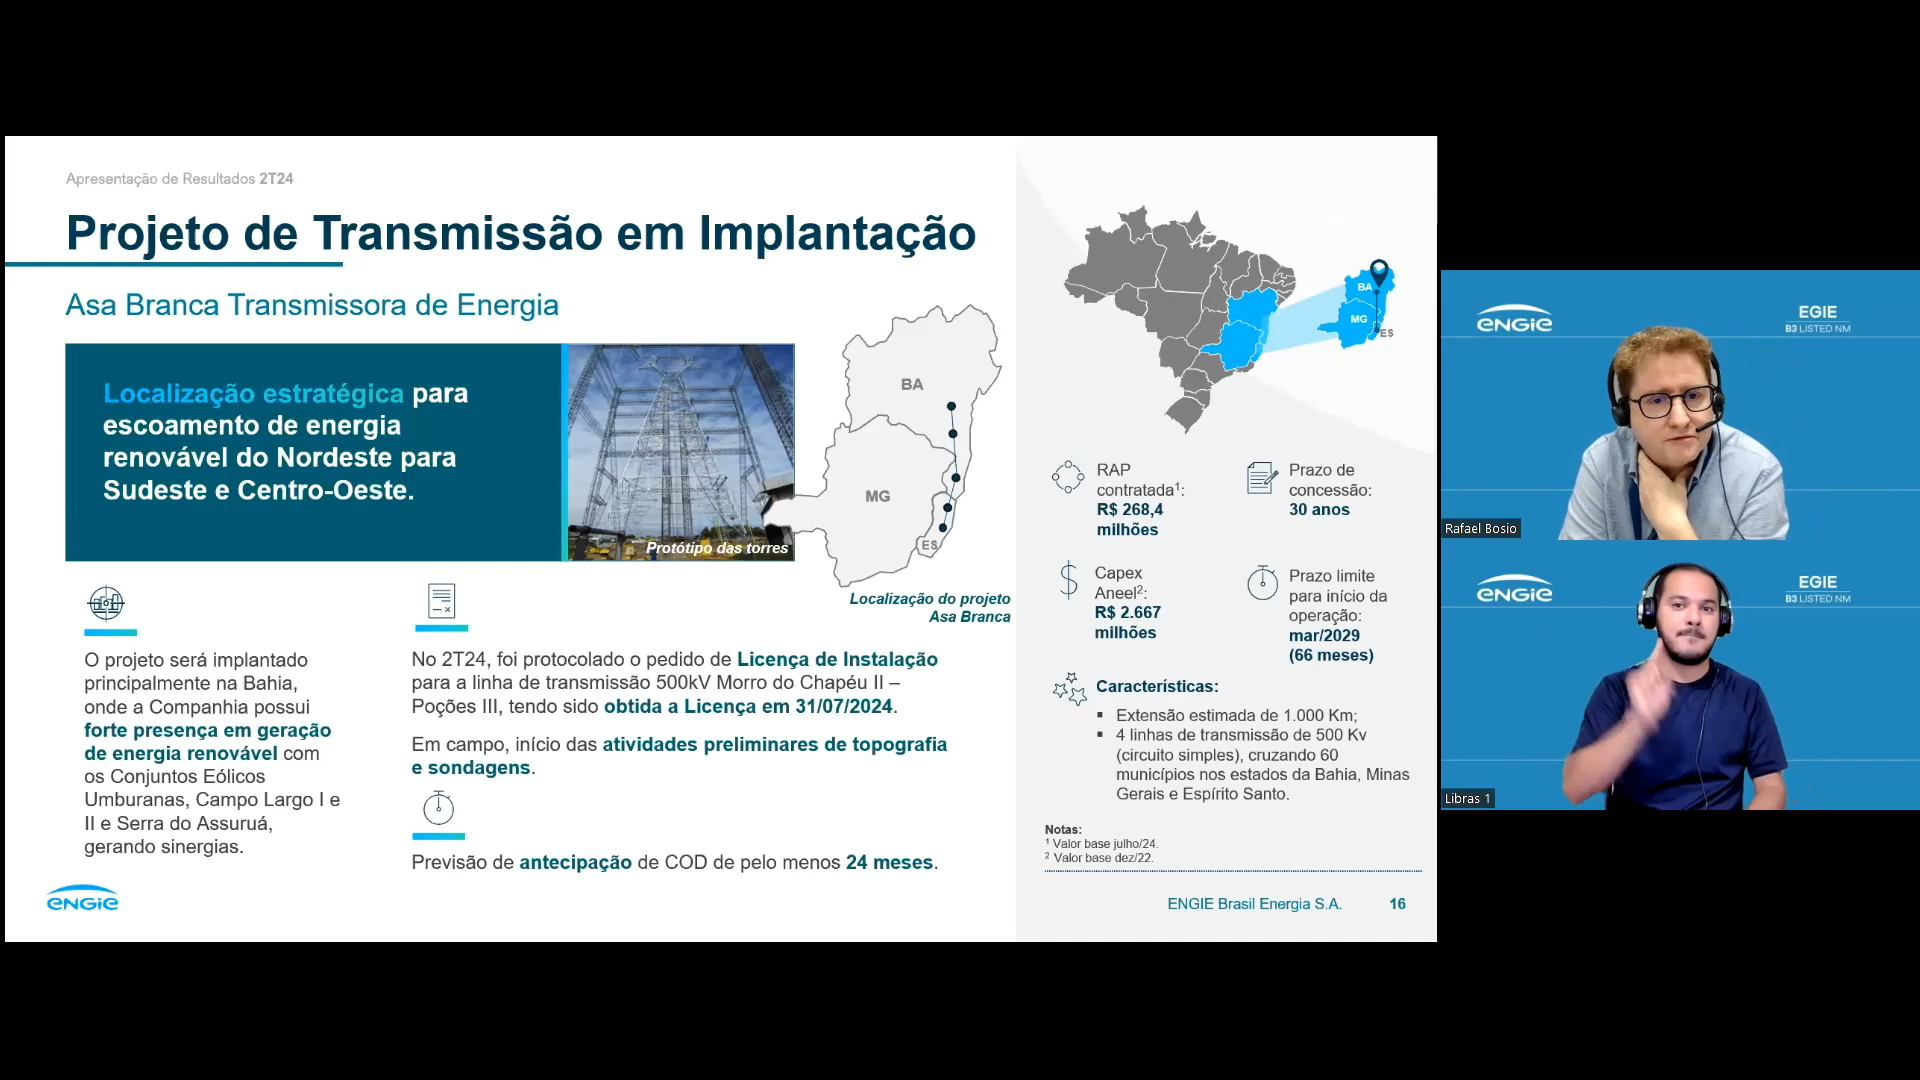 Apresentação de Resultados 2T24
Projeto de Transmissão em Implantação
Asa Branca Transmissora de Energia
Localização estratégica para
escoamento de energia
renovável do Nordeste para
Sudeste e Centro-Oeste.
Protótipo das torres
BA
MG
ES
Localização do projeto
Asa Branca
O projeto será implantado
principalmente na Bahia,
onde a Companhia possui
forte presença em geração
de energia renovável com
os Conjuntos Eólicos
Umburanas, Campo Largo I e
II e Serra do Assuruá,
gerando sinergias.
No 2T24, foi protocolado o pedido de Licença de Instalação
para a linha de transmissão 500kV Morro do Chapéu II –
Poções III, tendo sido obtida a Licença em 31/07/2024.
Em campo, início das atividades preliminares de topografia
e sondagens.
Previsão de antecipação de COD de pelo menos 24 meses.
ENGIE
BA
MG
ES
RAP
contratada¹:
R$ 268,4
milhões
Prazo de
concessão:
30 anos
Capex
Aneel²:
R$ 2.667
milhões
Prazo limite
para início da
operação:
mar/2029
(66 meses)
Características:
▪ Extensão estimada de 1.000 Km;
▪ 4 linhas de transmissão de 500 Kv
(circuito simples), cruzando 60
municípios nos estados da Bahia, Minas
Gerais e Espírito Santo.
Notas:
¹ Valor base julho/24.
² Valor base dez/22.
ENGIE Brasil Energia S.A. 16
ENGIE
EGIE
B3 LISTED NM
Rafael Bosio
ENGIE
EGIE
B3 LISTED NM
Libras 1